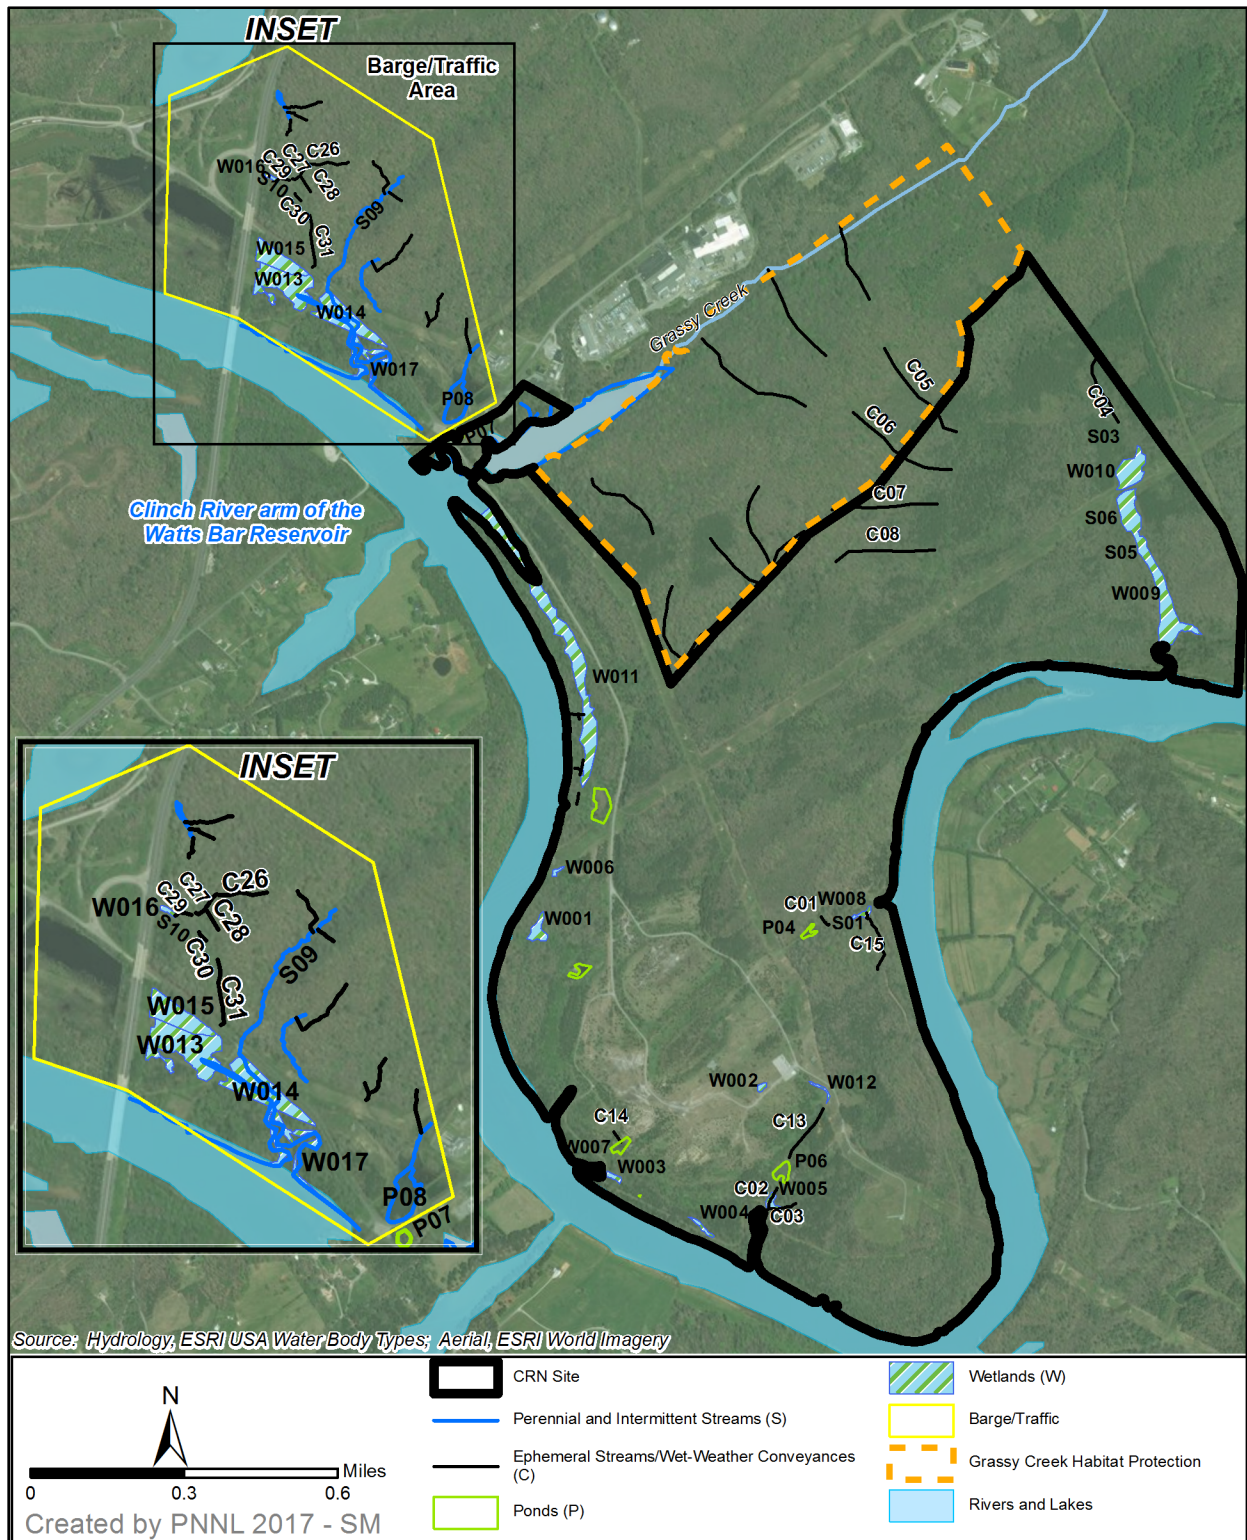 INSET
Barge/Traffic
Area
C26
C27
W016
C29
S10
C28
C30
S09
C31
W015
W013
W014
W017
P08
P07
Grassy Creek
C05
C04
C06
S03
W010
C07
S06
C08
S05
W009
Clinch River arm of the
Watts Bar Reservoir
W011
INSET
C26
C27
C29
W016
S10
C28
C30
S09
C31
W015
W013
W014
W017
P08
P07
W006
W001
C01
W008
P04
S01
C15
W002
W012
C14
C13
W007
W003
P06
C02
W005
W004
C03
Source: Hydrology, ESRI USA Water Body Types; Aerial, ESRI World Imagery
N
Miles
0
0.3
0.6
Created by PNNL 2017 - SM
CRN Site
Perennial and Intermittent Streams (S)
Ephemeral Streams/Wet-Weather Conveyances
(C)
Ponds (P)
Wetlands (W)
Barge/Traffic
Grassy Creek Habitat Protection
Rivers and Lakes